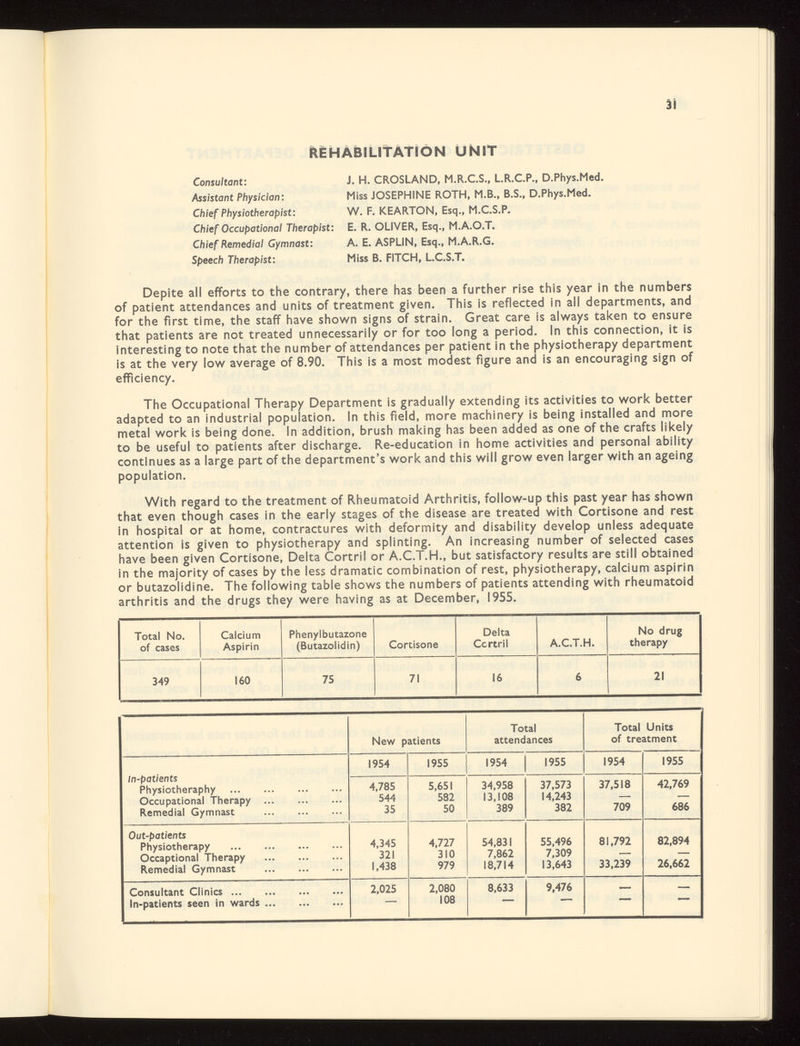 31
REHABILITATION UNIT
Consultant: J. H. CROSLAND, M.R.C.S., L.R.C.P., D.Phys.Med.
Assistant Physician: Miss JOSEPHINE ROTH, M.B., B.S., D.Phys.Med.
Chief Physiotherapist: W. F. KEARTON, Esq., M.C.S.P.
Chief Occupational Therapist: E. R. OLIVER, Esq., M.A.O.T.
Chief Remedial Gymnast: A. E. ASPLIN, Esq., M.A.R.G.
Speech Therapist: Miss B. FITCH, L.C.S.T.
Depite all efforts to the contrary, there has been a further rise this year in the numbers
of patient attendances and units of treatment given. This is reflected in all departments, and
for the first time, the staff have shown signs of strain. Great care is always taken to ensure
that patients are not treated unnecessarily or for too long a period. In this connection, it is
interesting to note that the number of attendances per patient in the physiotherapy department
is at the very low average of 8.90. This is a most modest figure and is an encouraging sign of
efficiency.
The Occupational Therapy Department is gradually extending its activities to work better
adapted to an industrial population. In this field, more machinery is being installed and more
metal work is being done. In addition, brush making has been added as one of the crafts likely
to be useful to patients after discharge. Re-education in home activities and personal ability
continues as a large part of the department's work and this will grow even larger with an ageing
population.
With regard to the treatment of Rheumatoid Arthritis, follow-up this past year has shown
that even though cases in the early stages of the disease are treated with Cortisone and rest
in hospital or at home, contractures with deformity and disability develop unless adequate
attention is given to physiotherapy and splinting. An increasing number of selected cases
have been given Cortisone, Delta Cortril or A.C.T.H., but satisfactory results are still obtained
in the majority of cases by the less dramatic combination of rest, physiotherapy, calcium aspirin
or butazolidine. The following table shows the numbers of patients attending with rheumatoid
arthritis and the drugs they were having as at December, 1955.
Total No. of cases Calcium Aspirin Phenylbutazone (Butazolidin) Cortisone Delta Ccrtril A.C.T.H. No drug therapy
349 160 75 71 16 6 21
New patients Total attendances Total Units of treatment
1954 1955 1954 1955 1954 1955
In-patients
Physiotheraphy ... ... ... ... 4,785 5,651 34,958 37,573 37,518 42,769
Occupational Therapy ... ... ... 544 582 13,108 14,243 — —
Remedial Gymnast ... ... ... 35 50 389 382 709 686
Out-patients
Physiotherapy ... ... ... ... 4,345 4,727 54,831 55,496 81,792 82,894
Occaptional Therapy ... ... ... 321 310 7,862 7,309 — —
Remedial Gymnast ... ... ... 1,438 979 18,714 13,643 33,239 26,662
Consultant Clinics ... ... ... ... 2,025 2,080 8,633 9,476 — —
In-patients seen in wards ... ... ... — 108 — — — —